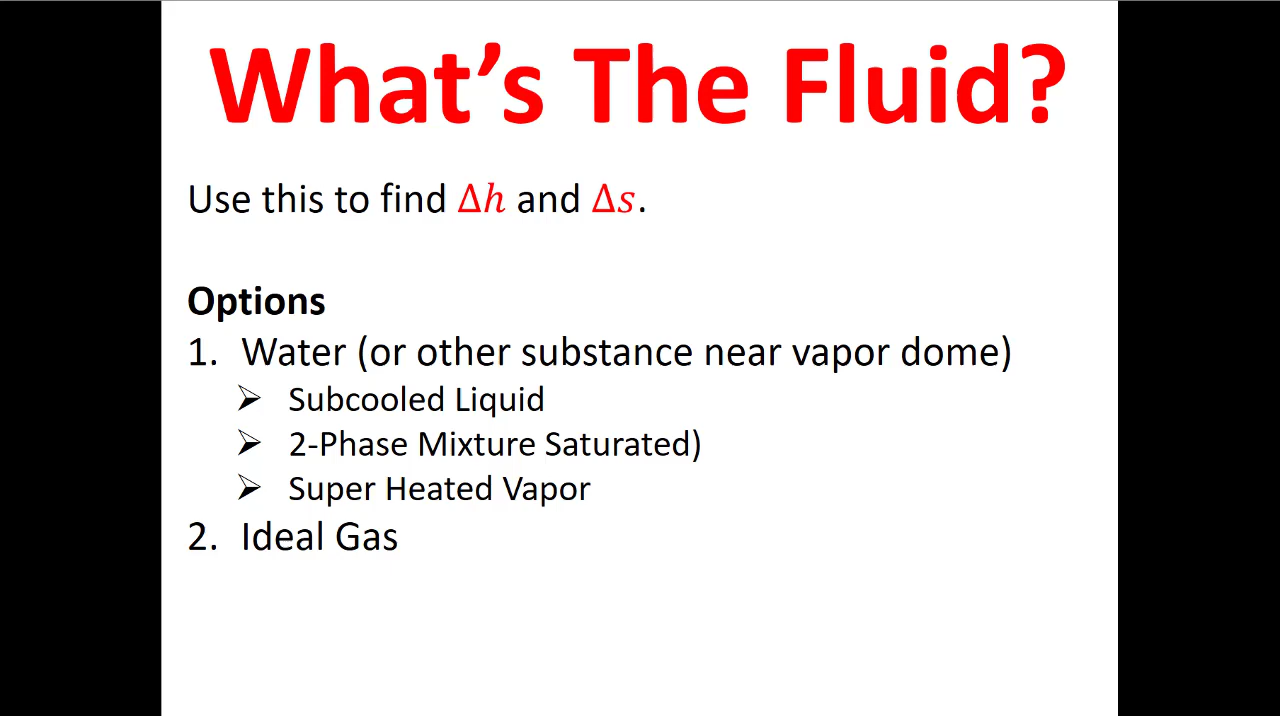 What’s The Fluid?
Use this to find Δh and Δs.
Options
1. Water (or other substance near vapor dome)
➢ Subcooled Liquid
➢ 2-Phase Mixture Saturated)
➢ Super Heated Vapor
2. Ideal Gas